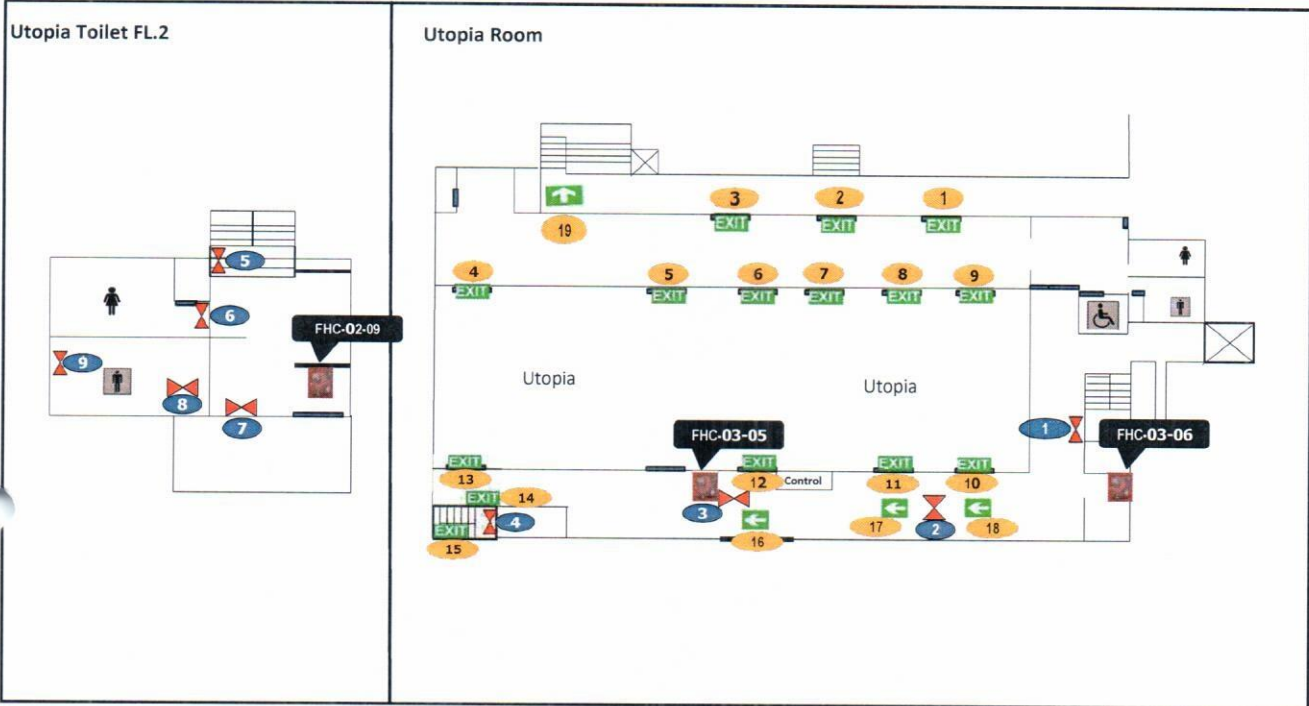 Utopia Toilet FL.2
5
6
FHC-02-09
9
8
7
Utopia Room
19
3
2
1
EXIT
EXIT
EXIT
4
5
6
7
8
9
EXIT
EXIT
EXIT
EXIT
EXIT
EXIT
Utopia
Utopia
1
FHC-03-05
FHC-03-06
EXIT
EXIT
EXIT
EXIT
13
12
Control
11
10
EXIT
14
3
4
EXIT
15
16
17
2
18